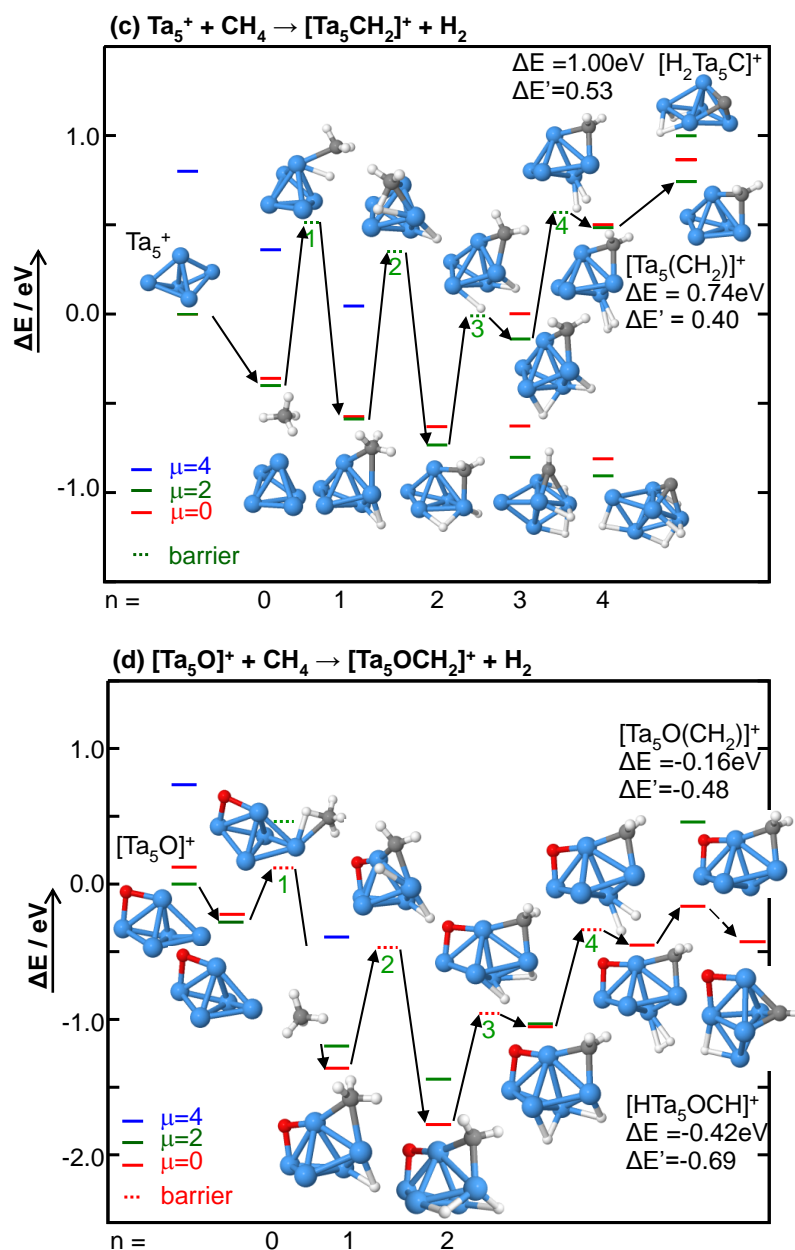 (c) Ta₅⁺ + CH₄ → [Ta₅CH₂]⁺ + H₂
ΔE =1.00eV [H₂Ta₅C]⁺
ΔE'=0.53
1.0
1
2
4
Ta₅⁺
3
[Ta₅(CH₂)]⁺
ΔE = 0.74eV
ΔE' = 0.40
0.0
ΔE / eV
-1.0
μ=4
μ=2
μ=0
barrier
n = 0 1 2 3 4
(d) [Ta₅O]⁺ + CH₄ → [Ta₅OCH₂]⁺ + H₂
[Ta₅O(CH₂)]⁺
ΔE =-0.16eV
ΔE'=-0.48
1.0
[Ta₅O]⁺
1
0.0
2
4
ΔE / eV
3
-1.0
[HTa₅OCH]⁺
ΔE =-0.42eV
ΔE'=-0.69
μ=4
μ=2
μ=0
barrier
-2.0
n = 0 1 2